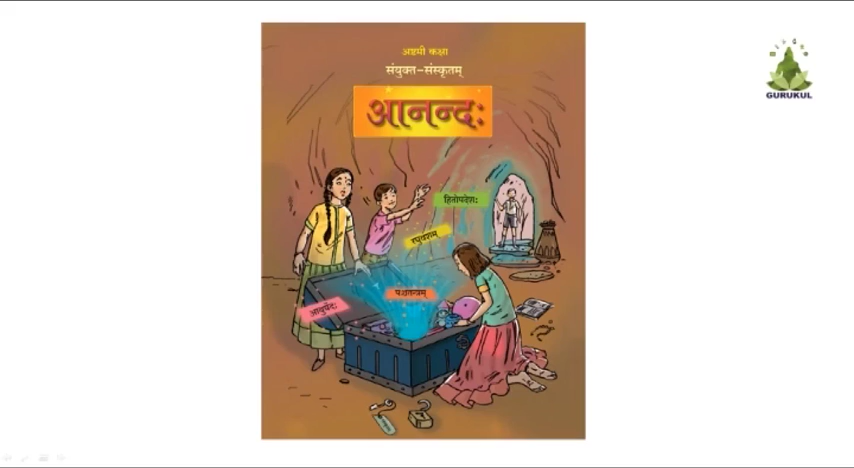 अष्टमी कक्षा
संयुक्त-संस्कृतम्
आनन्दः
हितोपदेशः
रघुवंशम्
पञ्चतन्त्रम्
आयुर्वेदः
GURUKUL